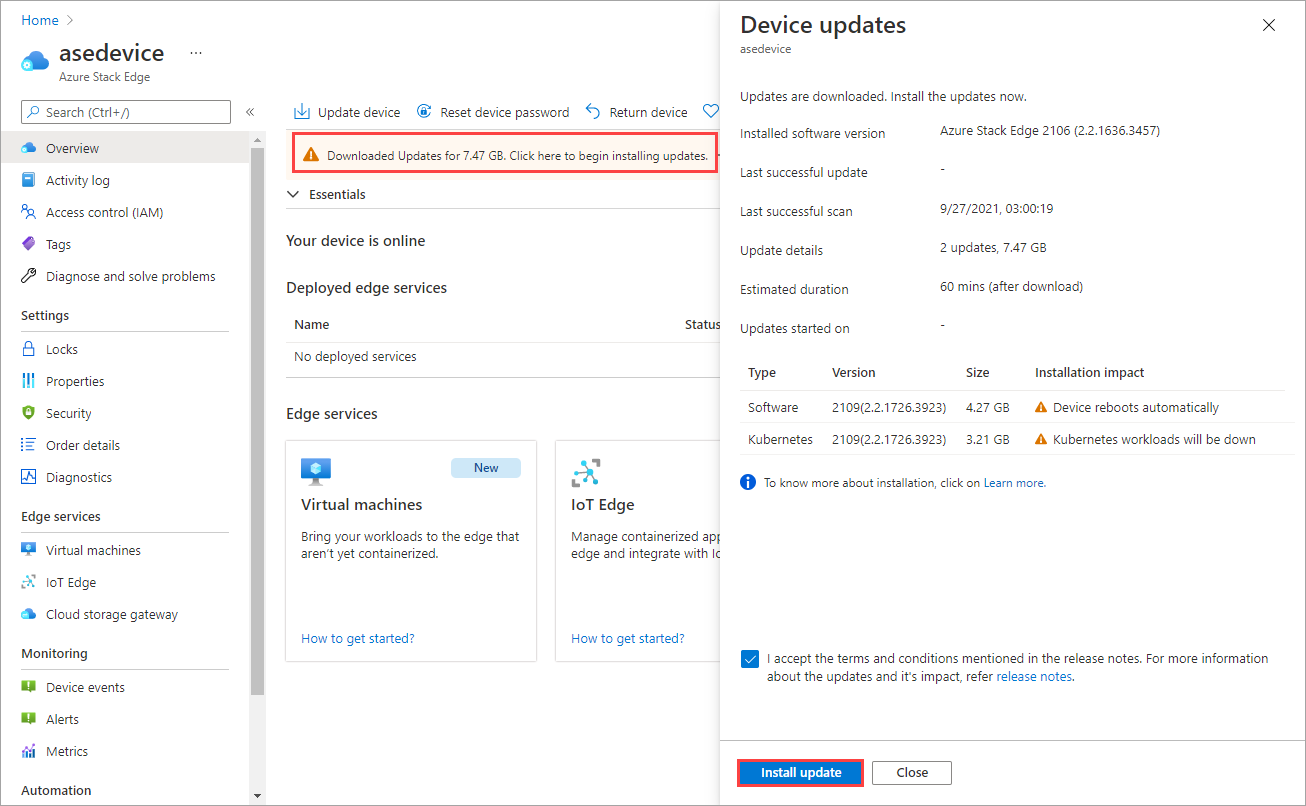 Home
asedevice
...
Azure Stack Edge
Search (Ctrl+/)
«
Overview
Activity log
Access control (IAM)
Tags
Diagnose and solve problems
Settings
Locks
Properties
Security
Order details
Diagnostics
Edge services
Virtual machines
IoT Edge
Cloud storage gateway
Monitoring
Device events
Alerts
Metrics
Automation
Update device
Reset device password
Return device
Downloaded Updates for 7.47 GB. Click here to begin installing updates.
Essentials
Your device is online
Deployed edge services
Name Status
No deployed services
Edge services
New
Virtual machines
Bring your workloads to the edge that
aren't yet containerized.
How to get started?
IoT Edge
Manage containerized app
edge and integrate with Io
How to get started?
Device updates
asedevice
Updates are downloaded. Install the updates now.
Installed software version Azure Stack Edge 2106 (2.2.1636.3457)
Last successful update -
Last successful scan 9/27/2021, 03:00:19
Update details 2 updates, 7.47 GB
Estimated duration 60 mins (after download)
Updates started on -
Type Version Size Installation impact
Software 2109(2.2.1726.3923) 4.27 GB Device reboots automatically
Kubernetes 2109(2.2.1726.3923) 3.21 GB Kubernetes workloads will be down
To know more about installation, click on Learn more.
I accept the terms and conditions mentioned in the release notes. For more information
about the updates and it's impact, refer release notes.
Install update
Close